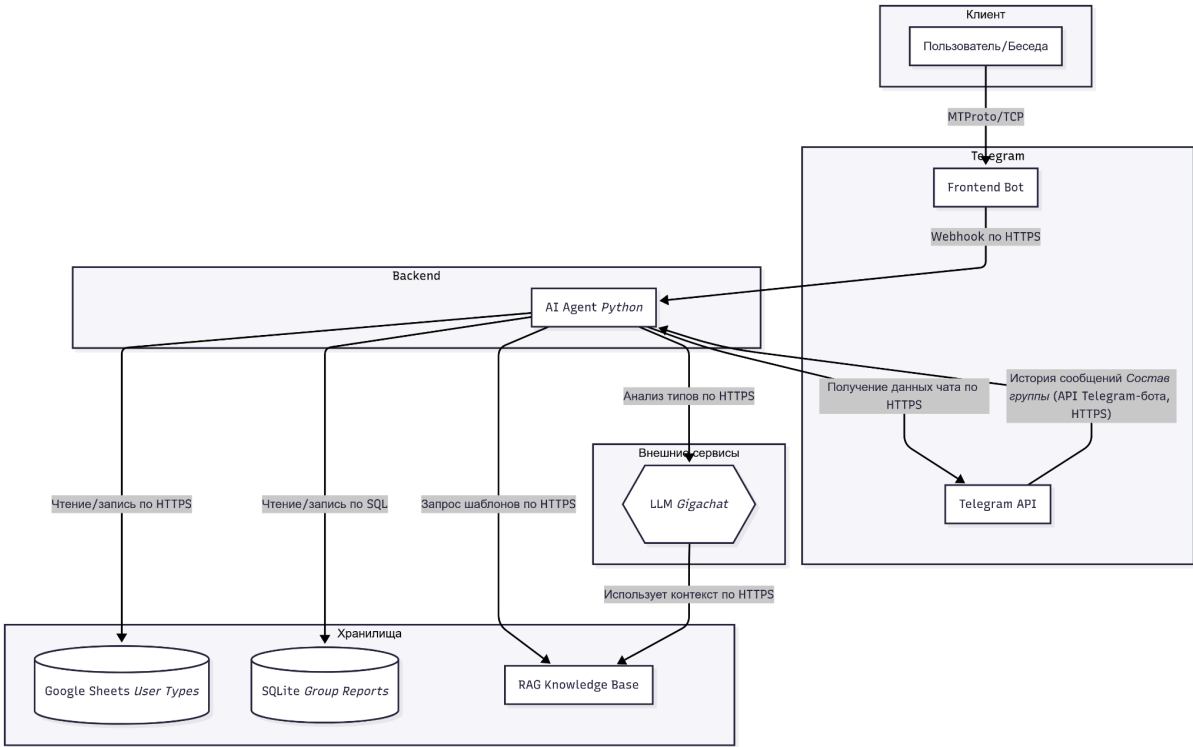 Клиент
Пользователь/Беседа
MTProto/TCP
Telegram
Frontend Bot
Webhook по HTTPS
Backend
AI Agent Python
Получение данных чата по
HTTPS
История сообщений Состав
группы (API Telegram-бота,
HTTPS)
Анализ типов по HTTPS
Внешние сервисы
LLM Gigachat
Telegram API
Чтение/запись по HTTPS
Чтение/запись по SQL
Запрос шаблонов по HTTPS
Использует контекст по HTTPS
Хранилища
Google Sheets User Types
SQLite Group Reports
RAG Knowledge Base